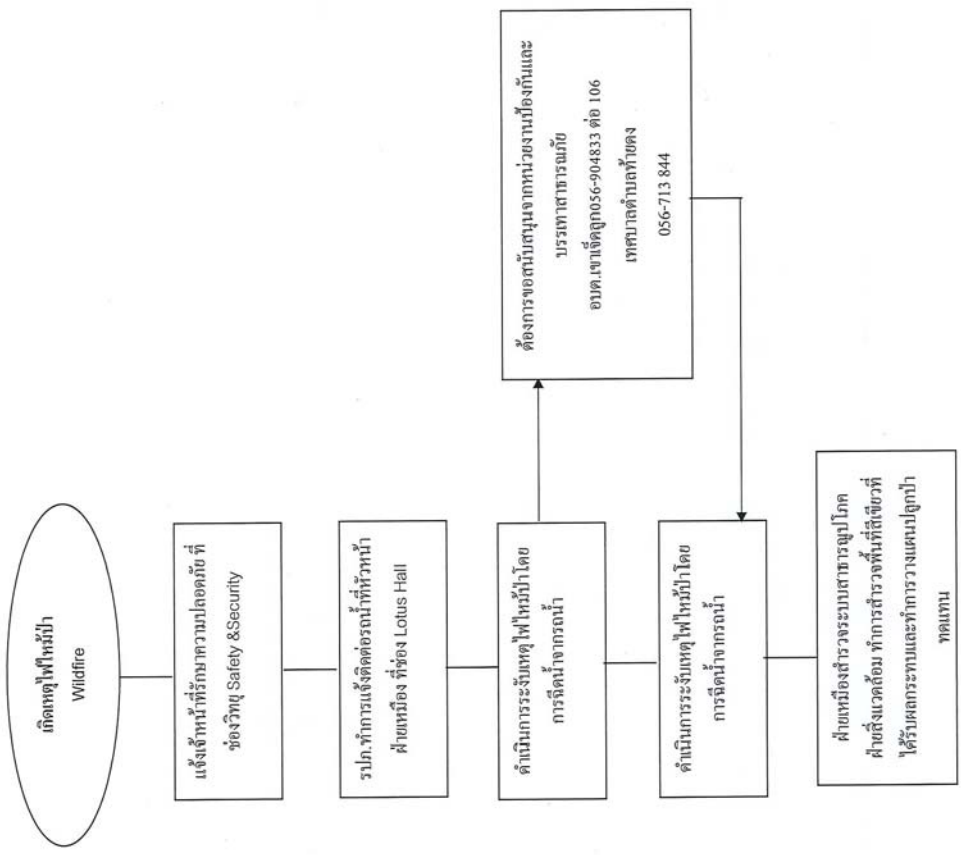 เกิดเหตุไฟไหม้ป่า
Wildfire
แจ้งเจ้าหน้าที่รักษาความปลอดภัย ที่
ช่องวิทยุ Safety &Security
รปภ.ทำการแจ้งติดต่อรถน้ำที่หัวหน้า
ฝ่ายเหมือง ที่ช่อง Lotus Hall
ดำเนินการระงับเหตุไฟไหม้ป่าโดย
การฉีดน้ำจากรถน้ำ
ต้องการขอสนับสนุนจากหน่วยงานป้องกันและ
บรรเทาสาธารณภัย
อบต.เขาเจ็ดลูก056-904833 ต่อ 106
เทศบาลตำบลท้ายดง
056-713 844
ดำเนินการระงับเหตุไฟไหม้ป่าโดย
การฉีดน้ำจากรถน้ำ
ฝ่ายเหมืองสำรวจระบบสาธารณูปโภค
ฝ่ายสิ่งแวดล้อม ทำการสำรวจพื้นที่สีเขียวที่
ได้รับผลกระทบและทำการวางแผนปลูกป่า
ทดแทน